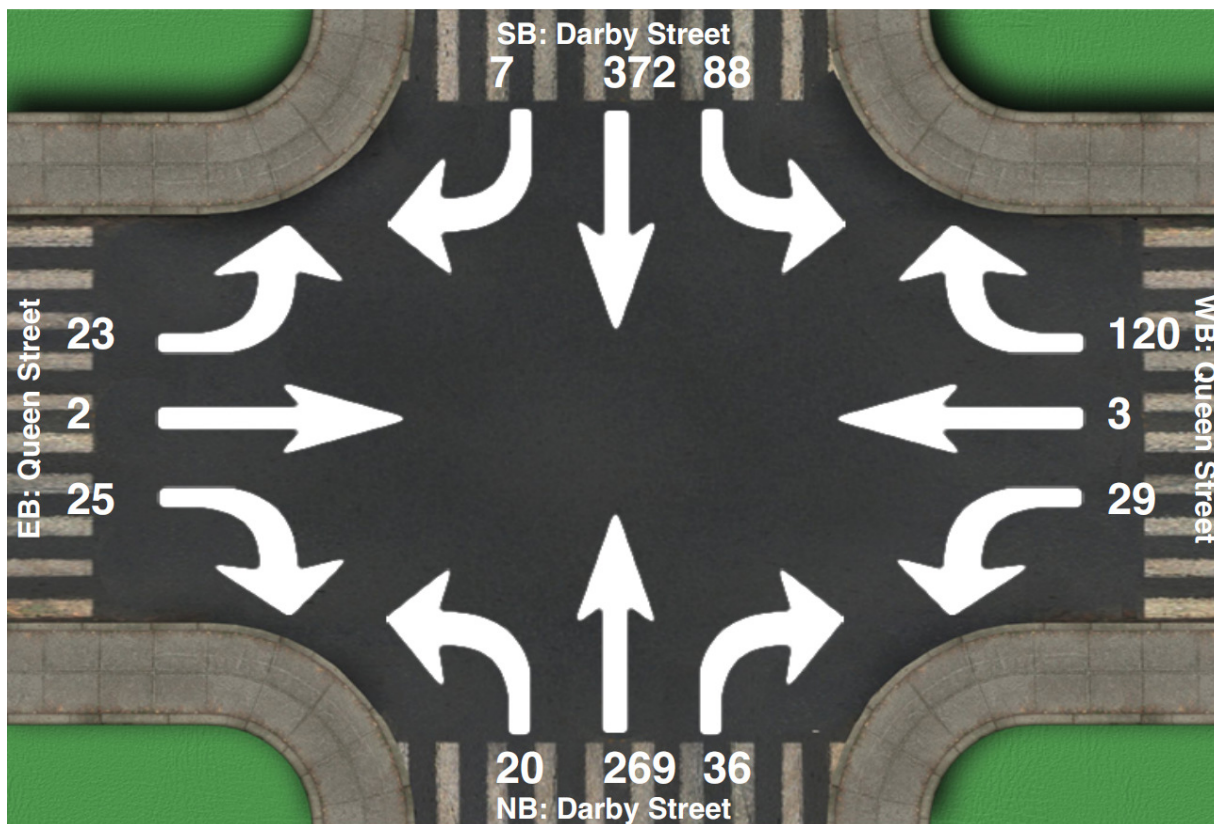 SB: Darby Street
7 372 88
EB: Queen Street
23
2
25
120
3
29
WB: Queen Street
20 269 36
NB: Darby Street